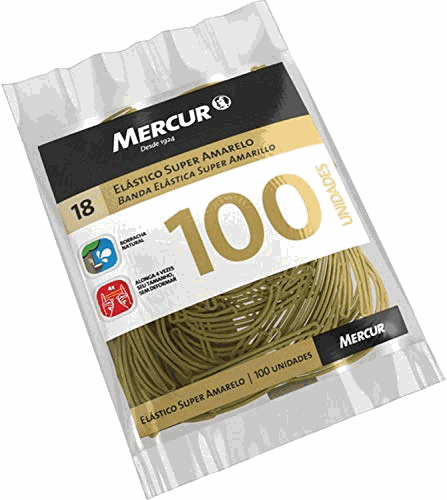 MERCUR
Desde 1924
18
ELÁSTICO SUPER AMARELO
BANDA ELÁSTICA SUPER AMARILLO
100
UNIDADES
BORRACHA
NATURAL
4x
ALONGA 4 VEZES
SEU TAMANHO,
SEM DEFORMAR
ELÁSTICO SUPER AMARELO | 100 UNIDADES
MERCUR